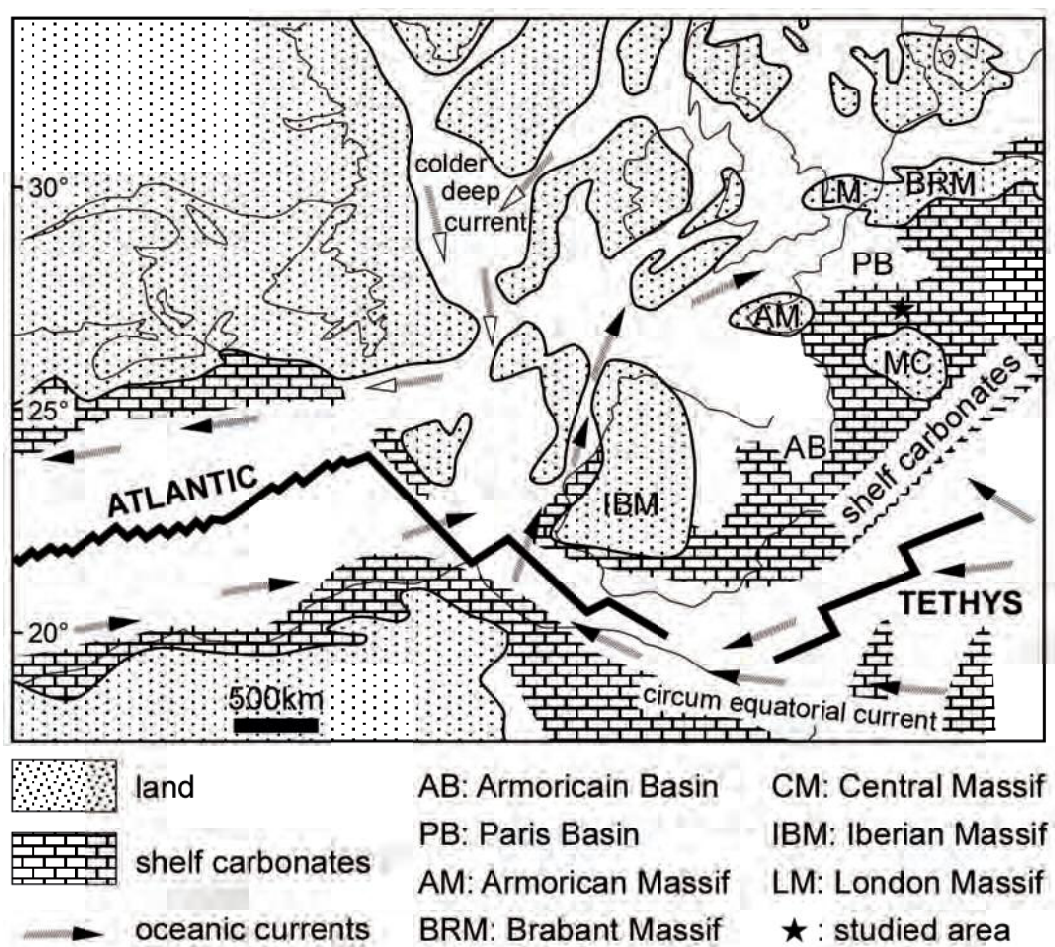 colder
deep
current
30°
LM
BRM
PB
AM
MC
25°
AB
shelf carbonates
ATLANTIC
IBM
TETHYS
20°
500km
circum equatorial current
land
AB: Armoricain Basin
CM: Central Massif
shelf carbonates
PB: Paris Basin
IBM: Iberian Massif
AM: Armorican Massif
LM: London Massif
oceanic currents
BRM: Brabant Massif
: studied area